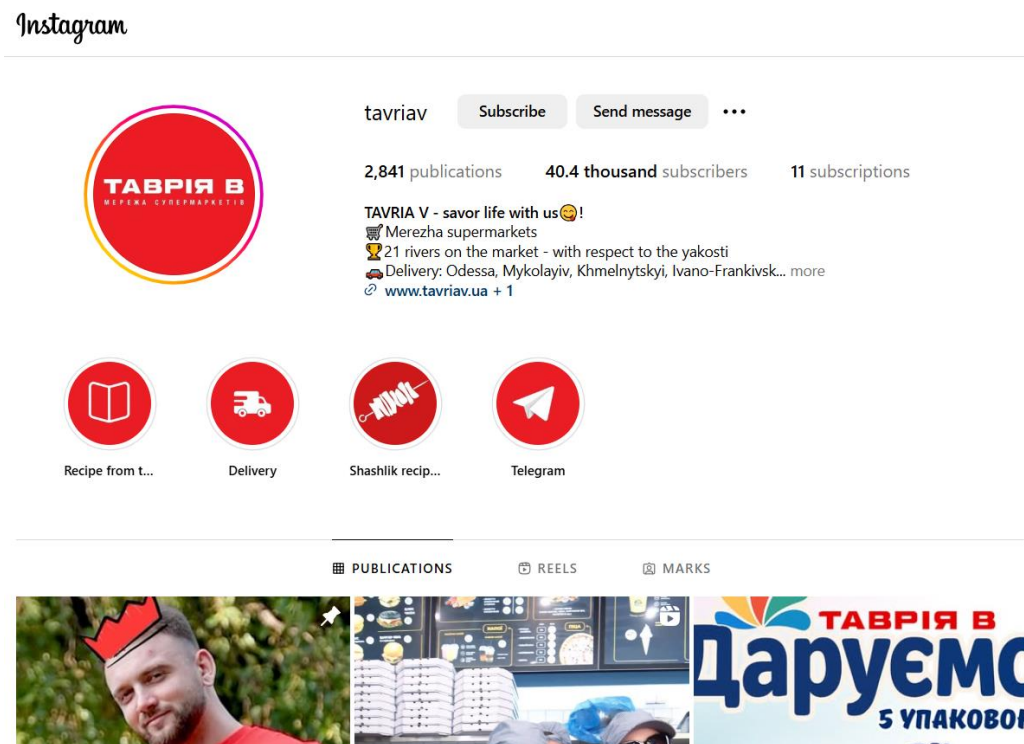 Instagram
tavriav
Subscribe
Send message
2,841 publications
40.4 thousand subscribers
11 subscriptions
TAVRIA V - savor life with us😋!
🛒Merezha supermarkets
🏆21 rivers on the market - with respect to the yakosti
🚗Delivery: Odessa, Mykolayiv, Khmelnytskyi, Ivano-Frankivsk... more
www.tavriav.ua + 1
ТАВРІЯ В
МЕРЕЖА СУПЕРМАРКЕТІВ
Recipe from t...
Delivery
Shashlik recip...
Telegram
PUBLICATIONS
REELS
MARKS
ТАВРІЯ В
Даруємо
5 УПАКОВОК